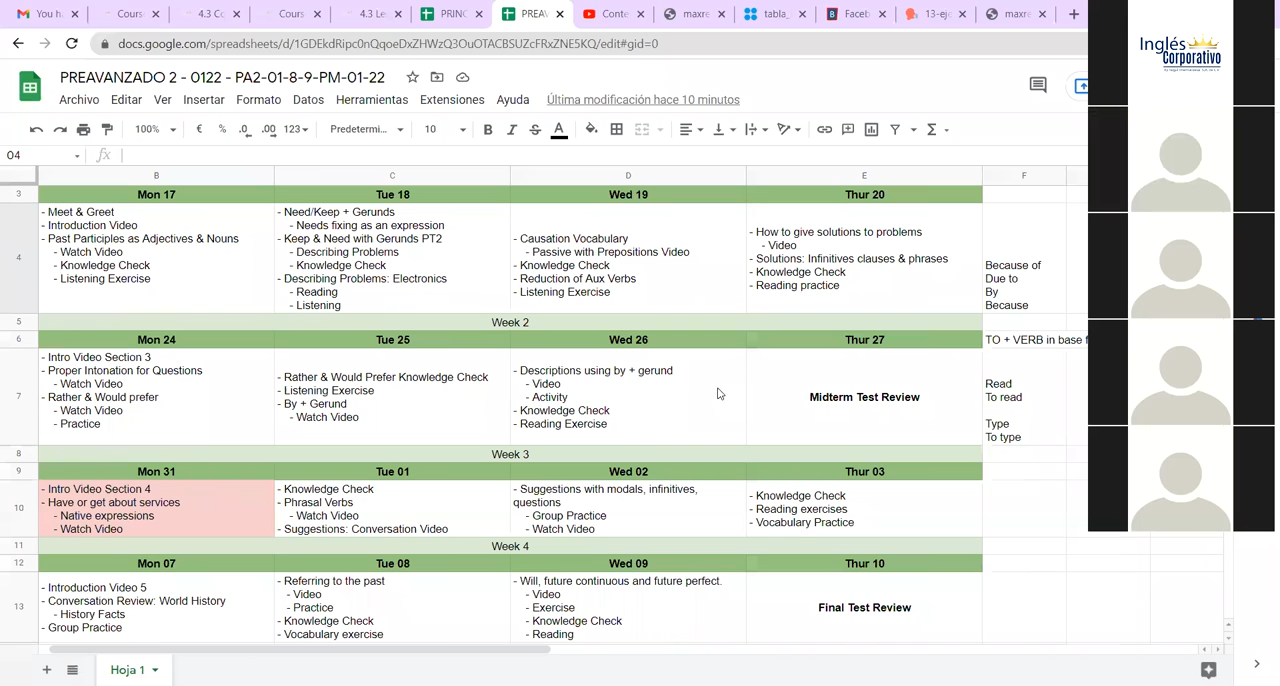 You ha
Cours
4.3 Co
Cours
4.3 Le
PRINC
PREAV
Conte
maxre
tabla_
Faceb
13-eje
maxre
docs.google.com/spreadsheets/d/1GDEkdRipc0nQqoeDxZHWzQ3OuOTACBSUZcFRxZNE5KQ/edit#gid=0
PREAVANZADO 2 - 0122 - PA2-01-8-9-PM-01-22
Archivo Editar Ver Insertar Formato Datos Herramientas Extensiones Ayuda Última modificación hace 10 minutos
100% € % .0 .00 123 Predetermi... 10 B I S A Σ
O4 fx
B C D E F
3 Mon 17 Tue 18 Wed 19 Thur 20
4
- Meet & Greet
- Introduction Video
- Past Participles as Adjectives & Nouns
- Watch Video
- Knowledge Check
- Listening Exercise
- Need/Keep + Gerunds
- Needs fixing as an expression
- Keep & Need with Gerunds PT2
- Describing Problems
- Knowledge Check
- Describing Problems: Electronics
- Reading
- Listening
- Causation Vocabulary
- Passive with Prepositions Video
- Knowledge Check
- Reduction of Aux Verbs
- Listening Exercise
- How to give solutions to problems
- Video
- Solutions: Infinitives clauses & phrases
- Knowledge Check
- Reading practice
Because of
Due to
By
Because
5 Week 2
6 Mon 24 Tue 25 Wed 26 Thur 27 TO + VERB in base f
7
- Intro Video Section 3
- Proper Intonation for Questions
- Watch Video
- Rather & Would prefer
- Watch Video
- Practice
- Rather & Would Prefer Knowledge Check
- Listening Exercise
- By + Gerund
- Watch Video
- Descriptions using by + gerund
- Video
- Activity
- Knowledge Check
- Reading Exercise
Midterm Test Review
Read
To read
Type
To type
8 Week 3
9 Mon 31 Tue 01 Wed 02 Thur 03
10
- Intro Video Section 4
- Have or get about services
- Native expressions
- Watch Video
- Knowledge Check
- Phrasal Verbs
- Watch Video
- Suggestions: Conversation Video
- Suggestions with modals, infinitives,
questions
- Group Practice
- Watch Video
- Knowledge Check
- Reading exercises
- Vocabulary Practice
11 Week 4
12 Mon 07 Tue 08 Wed 09 Thur 10
13
- Introduction Video 5
- Conversation Review: World History
- History Facts
- Group Practice
- Referring to the past
- Video
- Practice
- Knowledge Check
- Vocabulary exercise
- Will, future continuous and future perfect.
- Video
- Exercise
- Knowledge Check
- Reading
Final Test Review
Hoja 1
Inglés
Corporativo